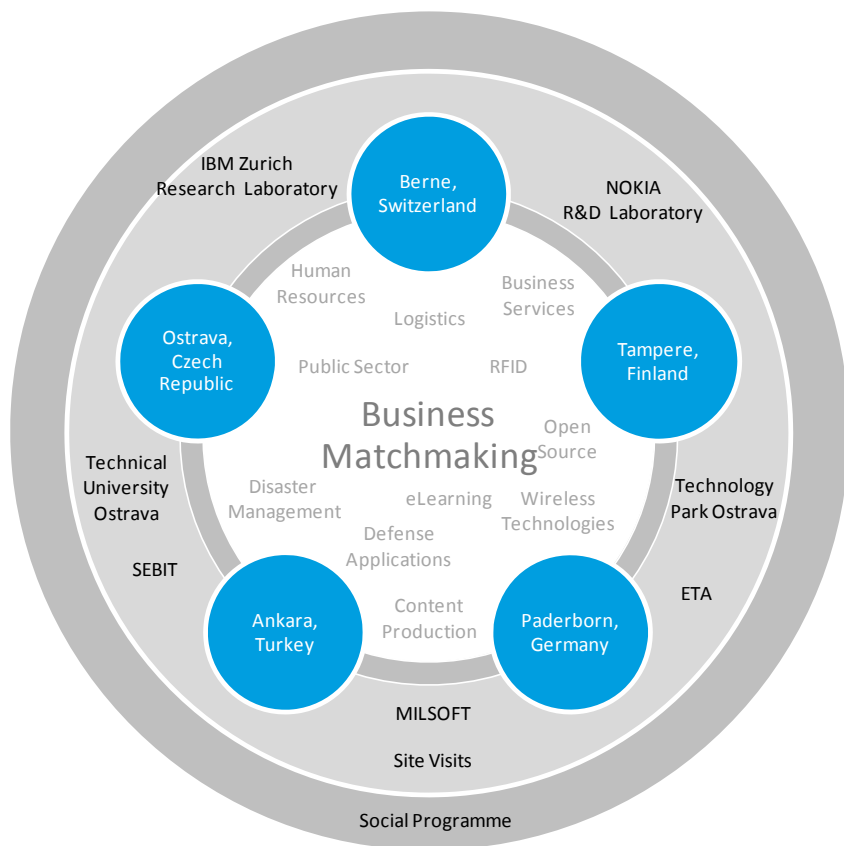 IBM Zurich
Research Laboratory
Berne,
Switzerland
NOKIA
R&D Laboratory
Human
Resources
Business
Services
Logistics
Ostrava,
Czech
Republic
Public Sector
RFID
Tampere,
Finland
Business
Matchmaking
Open
Source
Technical
University
Ostrava
Disaster
Management
eLearning
Wireless
Technologies
Technology
Park Ostrava
Defense
Applications
SEBIT
ETA
Ankara,
Turkey
Content
Production
Paderborn,
Germany
MILSOFT
Site Visits
Social Programme